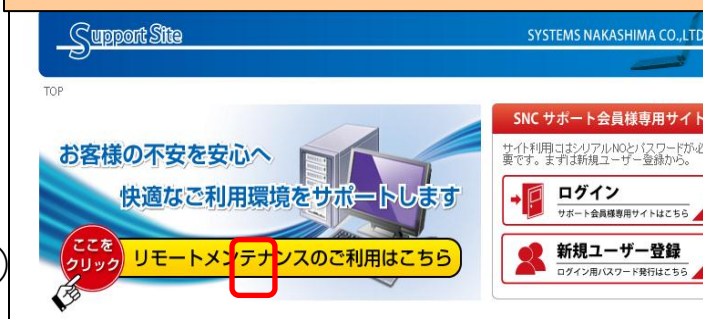 Support Site
SYSTEMS NAKASHIMA CO.,LTD
TOP
お客様の不安を安心へ
快適なご利用環境をサポートします
ここを
クリック
リモートメンテナンスのご利用はこちら
SNC サポート会員様専用サイト
サイト利用にはシリアルNOとパスワードが必
要です。まずは新規ユーザー登録から。
ログイン
サポート会員様専用サイトはこちら
新規ユーザー登録
ログイン用パスワード発行はこちら